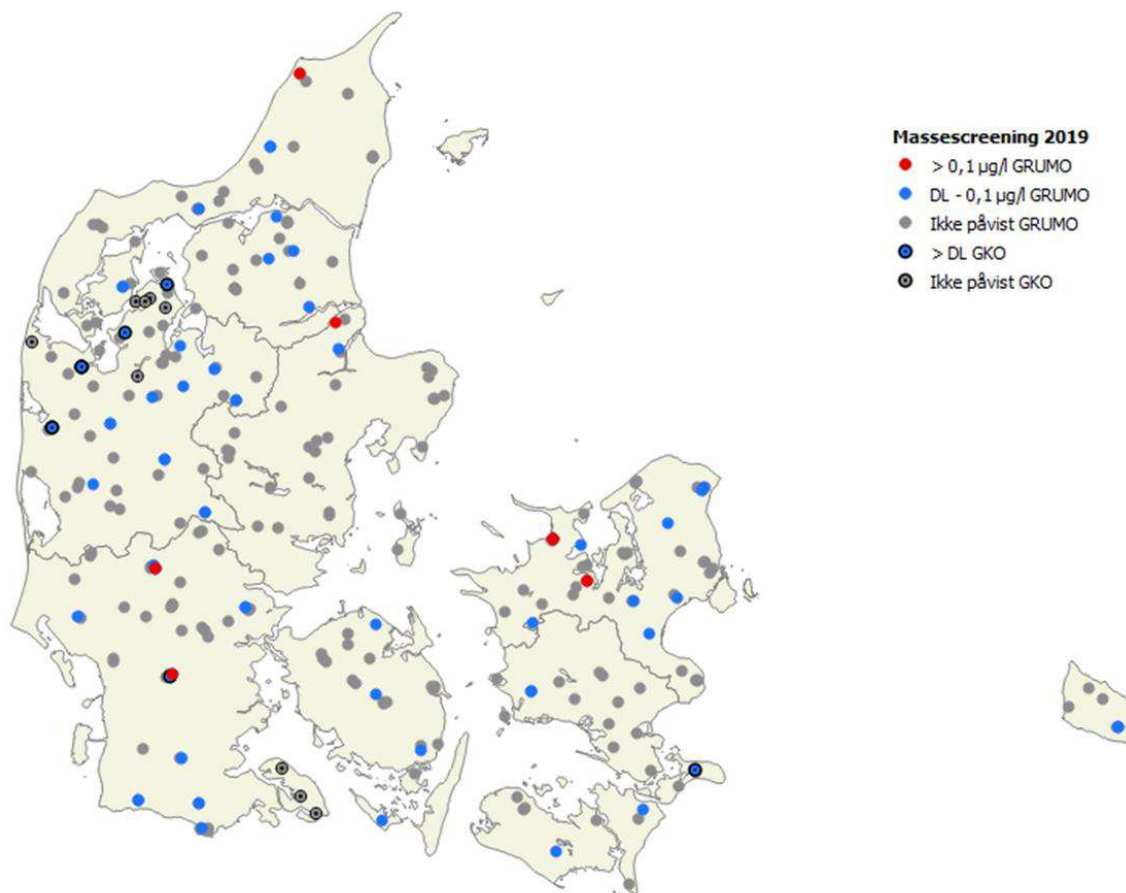 Massescreening 2019
> 0,1 µg/l GRUMO
DL - 0,1 µg/l GRUMO
Ikke påvist GRUMO
> DL GKO
Ikke påvist GKO